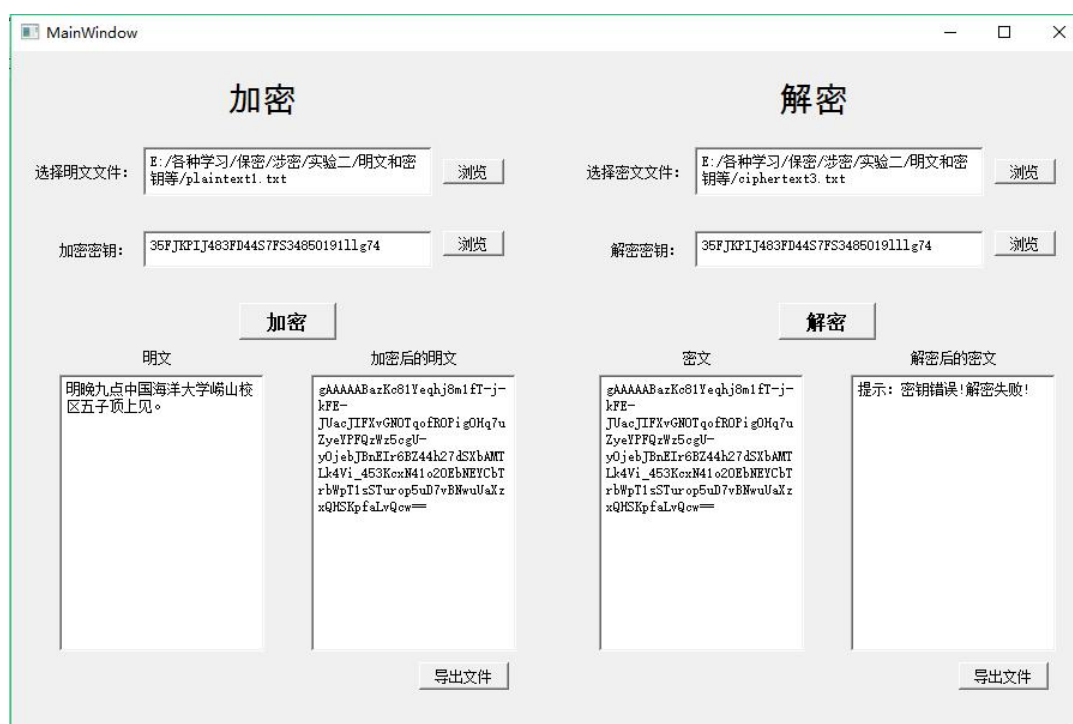 MainWindow
加密
解密
选择明文文件:
E:/各种学习/保密/涉密/实验二/明文和密
钥等/plaintext1.txt
浏览
选择密文文件:
E:/各种学习/保密/涉密/实验二/明文和密
钥等/ciphertext3.txt
浏览
加密密钥:
35FJKPIJ483FD44S7FS3485019lllg74
浏览
解密密钥:
35FJKPIJ483FD44S7FS3485019lllg74
浏览
加密
解密
明文
加密后的明文
密文
解密后的密文
明晚九点中国海洋大学崂山校
区五子顶上见。
gAAAAABazKc81Yeqhj8m1fT-j-
kFE-
JUacJIFXvGNOTqofROPigOHq7u
ZyeYPFQzWz5cgU-
yOjebJBnEIr6BZ44h27dSXbAMT
Lk4Vi_453KcxN41o2OEbNEYCbT
rbWpT1sSTurop5uD7vBNwuUaXz
xQHSKpfaLvQcw==
gAAAAABazKc81Yeqhj8m1fT-j-
kFE-
JUacJIFXvGNOTqofROPigOHq7u
ZyeYPFQzWz5cgU-
yOjebJBnEIr6BZ44h27dSXbAMT
Lk4Vi_453KcxN41o2OEbNEYCbT
rbWpT1sSTurop5uD7vBNwuUaXz
xQHSKpfaLvQcw==
提示: 密钥错误!解密失败!
导出文件
导出文件